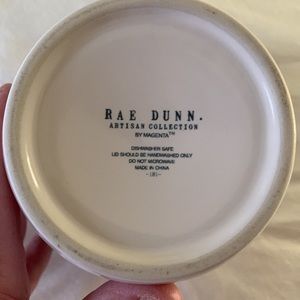 RAE DUNN.
ARTISAN COLLECTION
BY MAGENTA™
DISHWASHER SAFE
LID SHOULD BE HANDWASHED ONLY
DO NOT MICROWAVE
MADE IN CHINA